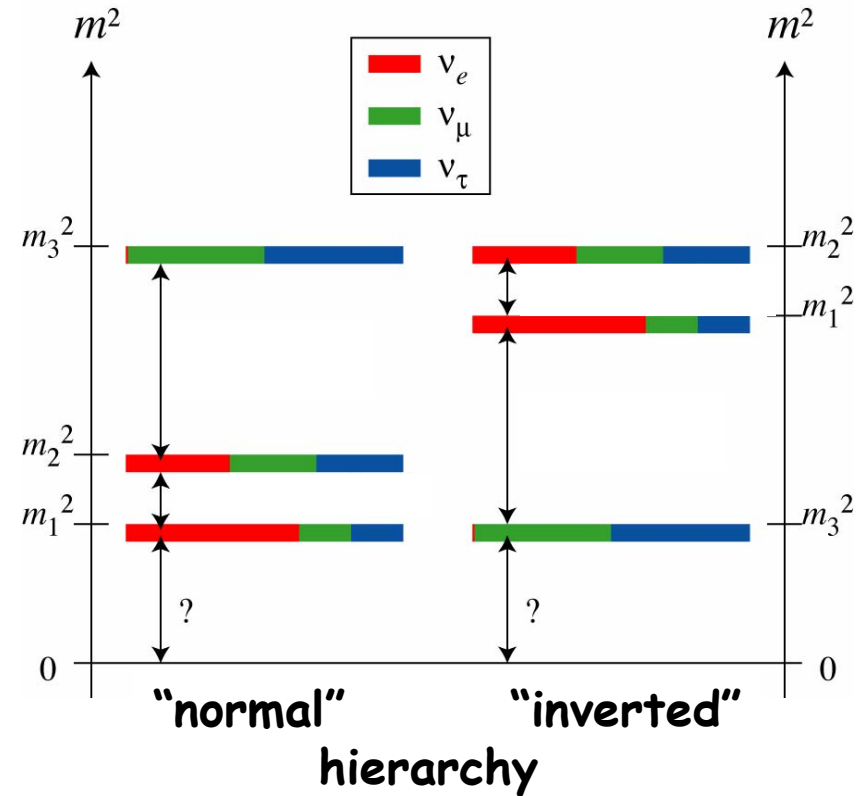 m² m²
νe
νμ
ντ
m₃² m₂²
m₁²
m₂²
m₁² m₃²
? ?
0 0
“normal” “inverted”
hierarchy